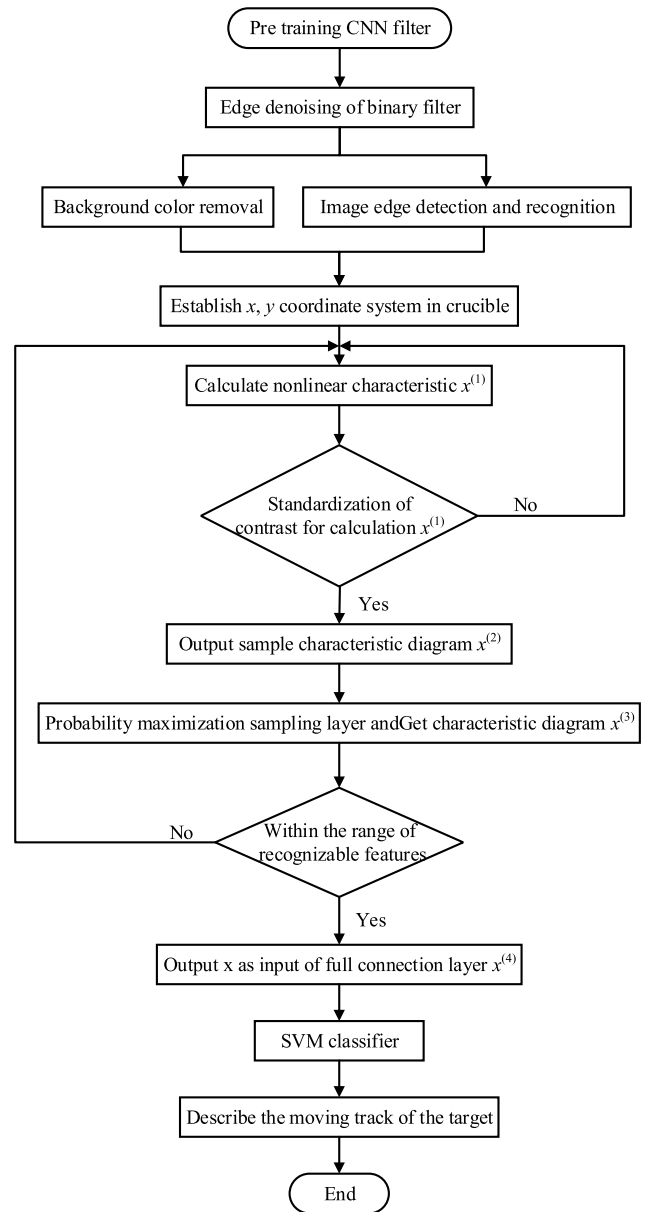 Pre training CNN filter
Edge denoising of binary filter
Background color removal
Image edge detection and recognition
Establish x, y coordinate system in crucible
Calculate nonlinear characteristic x(1)
Standardization of
contrast for calculation x(1)
No
Yes
Output sample characteristic diagram x(2)
Probability maximization sampling layer andGet characteristic diagram x(3)
Within the range of
recognizable features
No
Yes
Output x as input of full connection layer x(4)
SVM classifier
Describe the moving track of the target
End